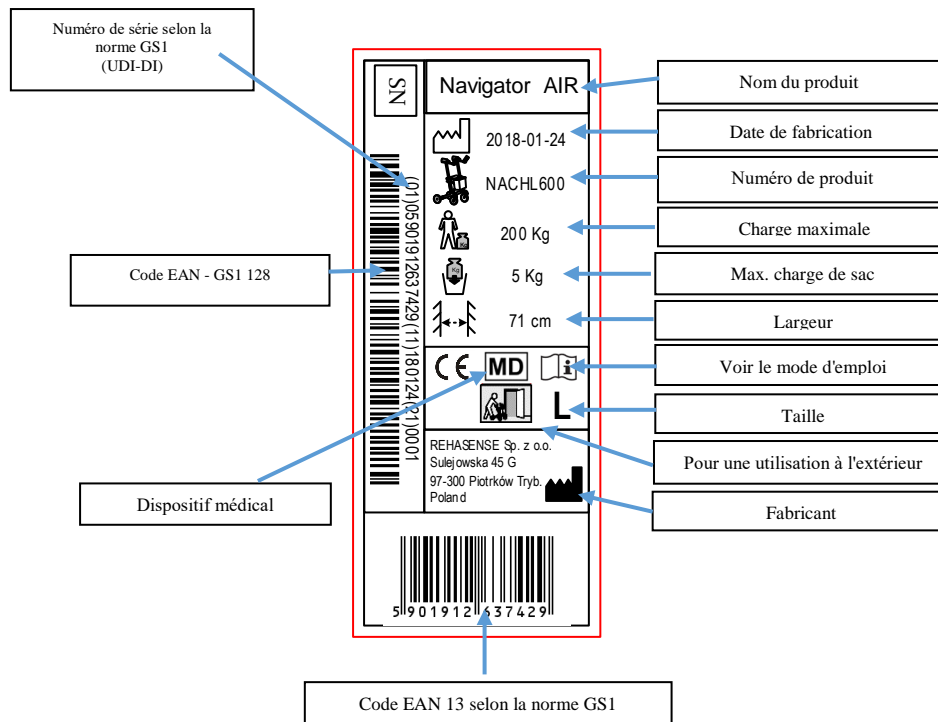 Numéro de série selon la
norme GS1
(UDI-DI)
Code EAN - GS1 128
Dispositif médical
SN
(01)05901912637429(11)180124(21)0001
Navigator AIR
2018-01-24
NACHL600
Kg
200 Kg
Kg
5 Kg
71 cm
CE
MD
i
L
REHASENSE Sp. z o.o.
Sulejowska 45 G
97-300 Piotrków Tryb.
Poland
5 901912 637429
Nom du produit
Date de fabrication
Numéro de produit
Charge maximale
Max. charge de sac
Largeur
Voir le mode d'emploi
Taille
Pour une utilisation à l'extérieur
Fabricant
Code EAN 13 selon la norme GS1